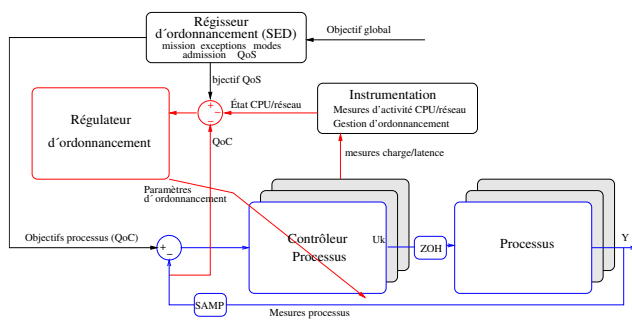 Régisseur
d'ordonnancement (SED)
mission exceptions modes
admission QoS
Objectif global
bjectif QoS
Instrumentation
Mesures d'activité CPU/réseau
Gestion d'ordonnancement
État CPU/réseau
Régulateur
d'ordonnancement
+
−
−
QoC
mesures charge/latence
Paramètres
d'ordonnancement
Objectifs processus (QoC)
+
−
Contrôleur
Processus
Uk
ZOH
Processus
Y
SAMP
Mesures processus